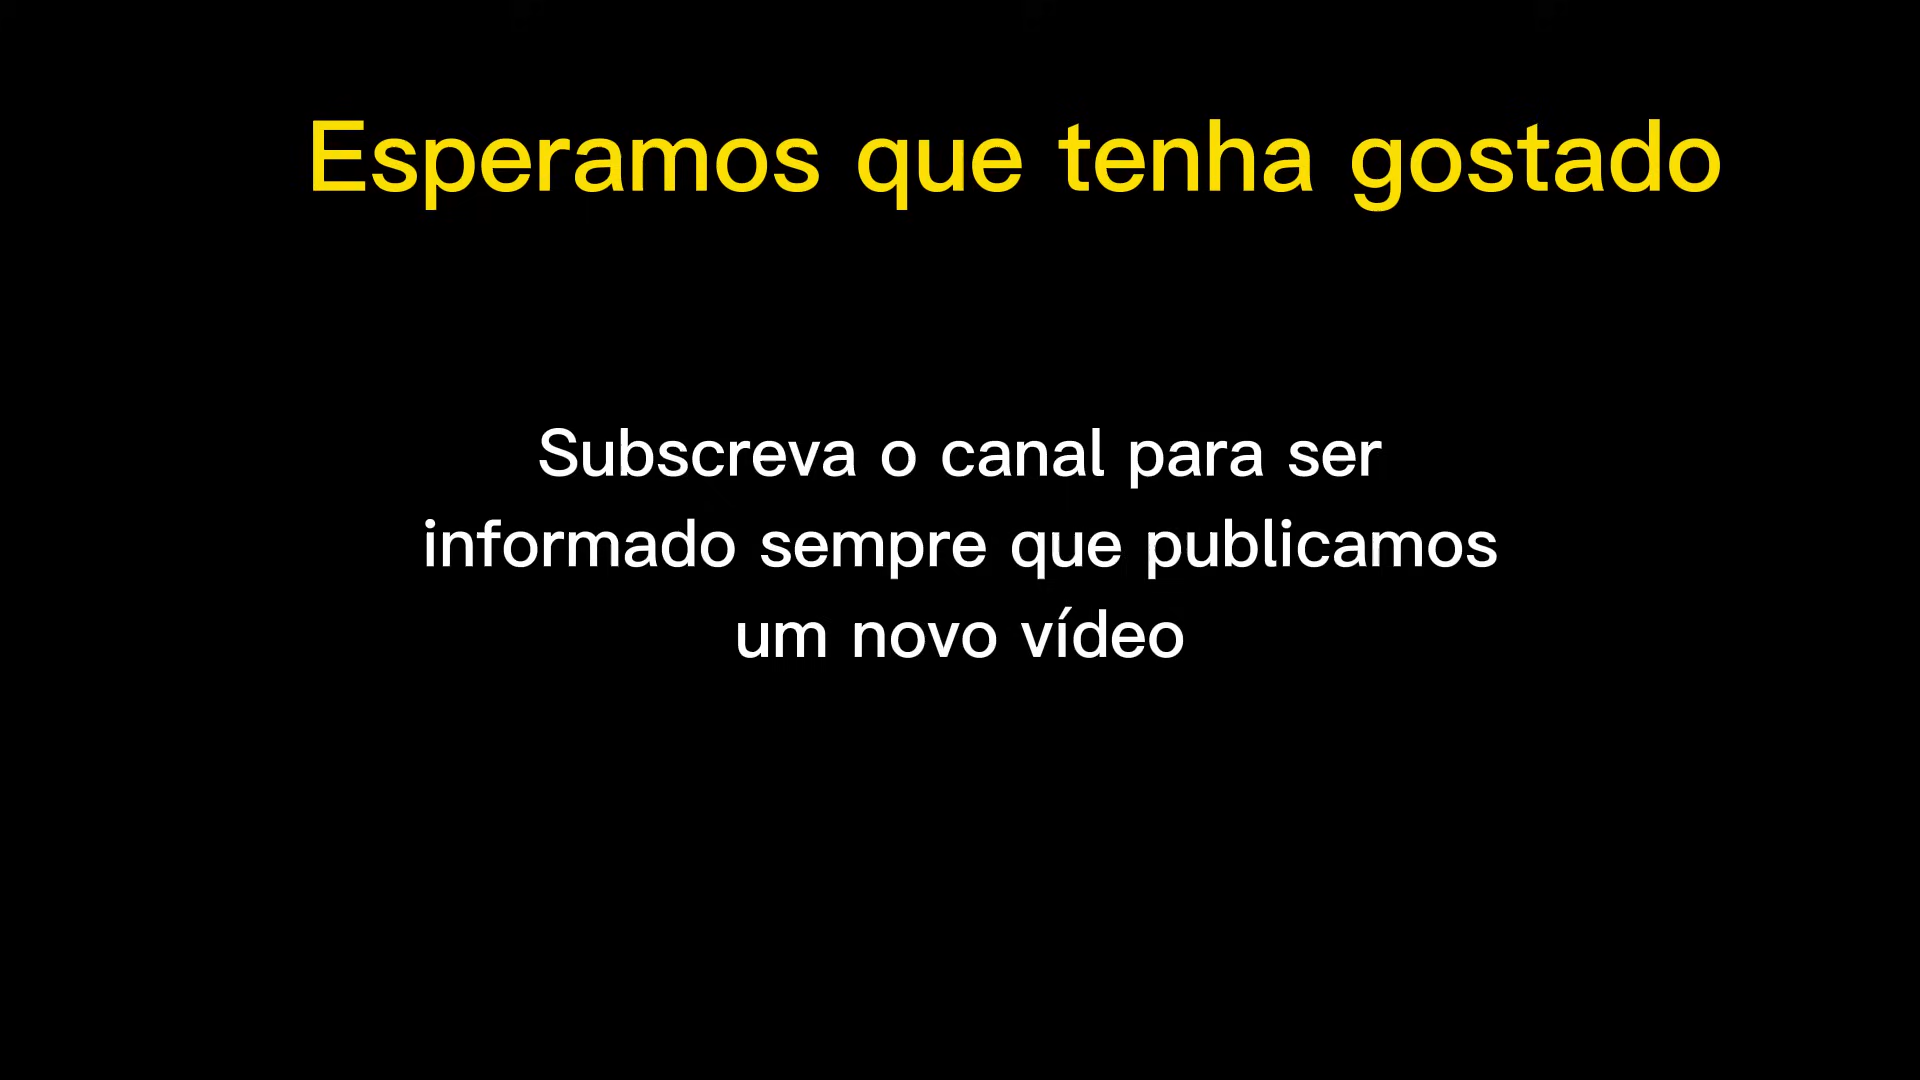 Esperamos que tenha gostado
Subscreva o canal para ser
informado sempre que publicamos
um novo vídeo